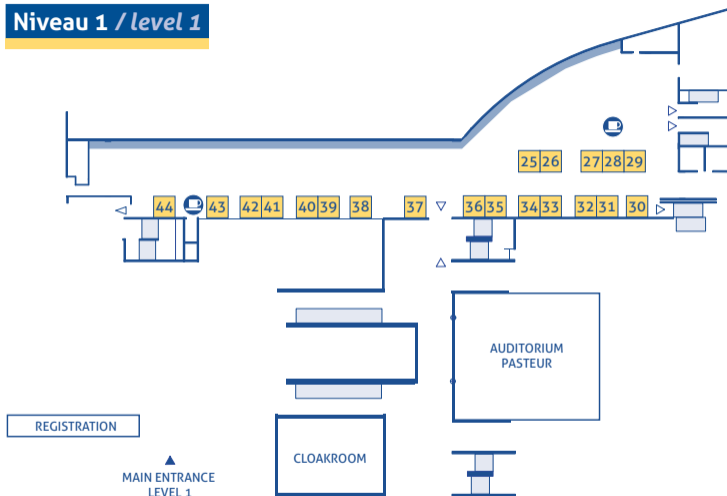 Niveau 1 / level 1
25 26 27 28 29
44 43 42 41 40 39 38 37 36 35 34 33 32 31 30
AUDITORIUM
PASTEUR
REGISTRATION
CLOAKROOM
MAIN ENTRANCE
LEVEL 1